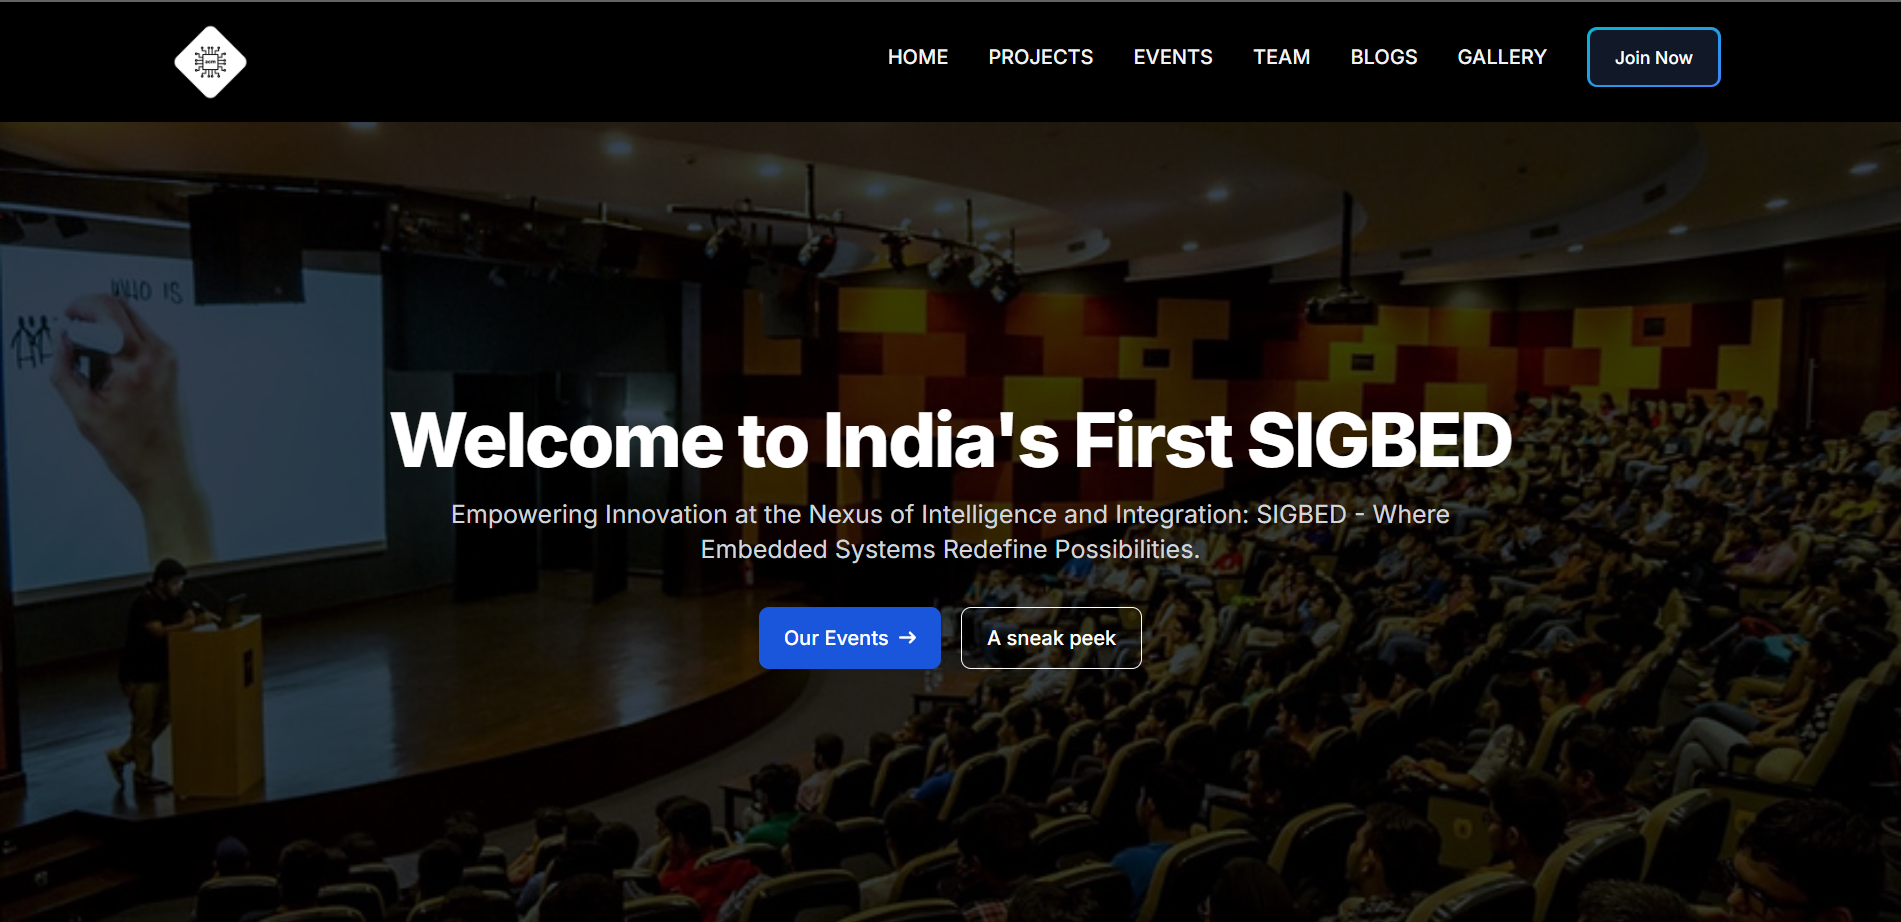 acm
HOME
PROJECTS
EVENTS
TEAM
BLOGS
GALLERY
Join Now
WHO IS
Welcome to India's First SIGBED
Empowering Innovation at the Nexus of Intelligence and Integration: SIGBED - Where
Embedded Systems Redefine Possibilities.
Our Events →
A sneak peek